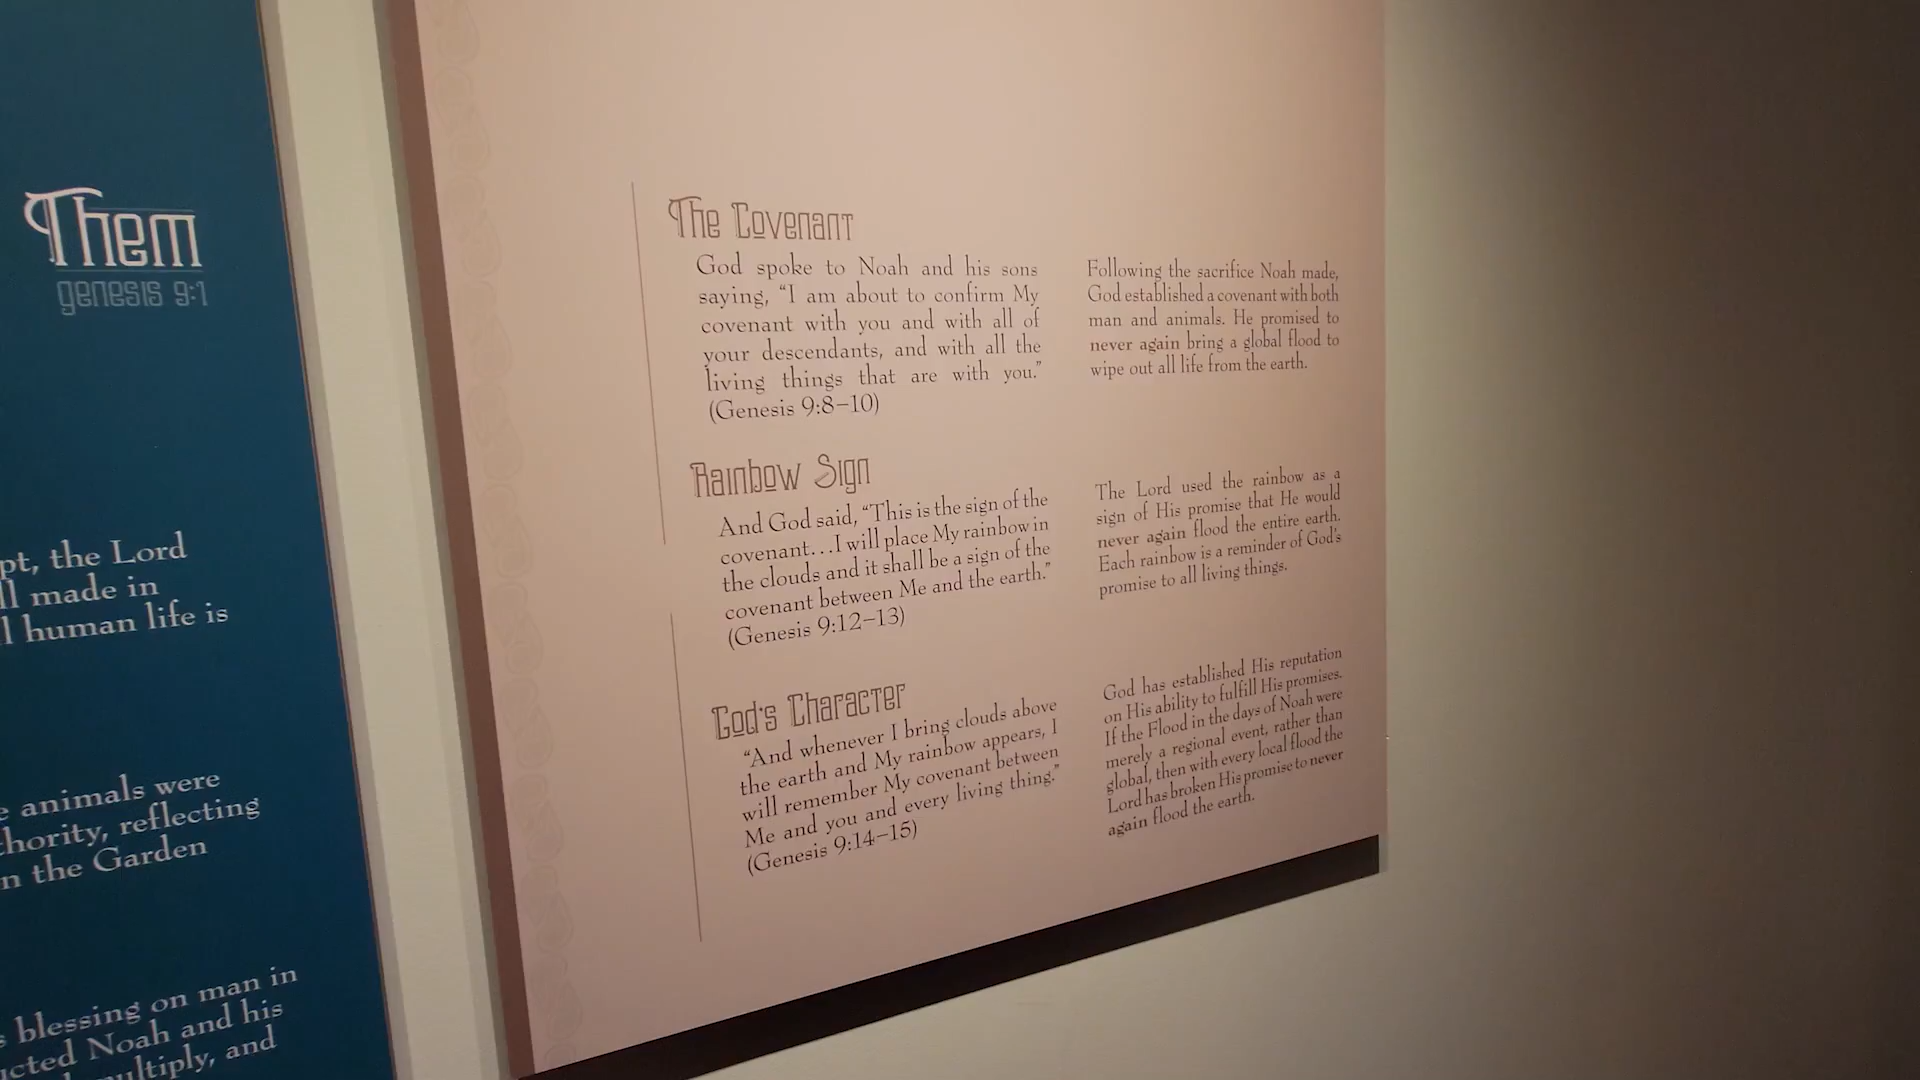 Them
genesis 9:1
pt, the Lord
ll made in
l human life is
animals were
hority, reflecting
n the Garden
blessing on man in
ucted Noah and his
ultiply, and
The Covenant
God spoke to Noah and his sons
saying, “I am about to confirm My
covenant with you and with all of
your descendants, and with all the
living things that are with you.”
(Genesis 9:8–10)
Following the sacrifice Noah made,
God established a covenant with both
man and animals. He promised to
never again bring a global flood to
wipe out all life from the earth.
Rainbow Sign
And God said, “This is the sign of the
covenant...I will place My rainbow in
the clouds and it shall be a sign of the
covenant between Me and the earth.”
(Genesis 9:12–13)
The Lord used the rainbow as a
sign of His promise that He would
never again flood the entire earth.
Each rainbow is a reminder of God's
promise to all living things.
God's Character
“And whenever I bring clouds above
the earth and My rainbow appears, I
will remember My covenant between
Me and you and every living thing.”
(Genesis 9:14–15)
God has established His reputation
on His ability to fulfill His promises.
If the Flood in the days of Noah were
merely a regional event, rather than
global, then with every local flood the
Lord has broken His promise to never
again flood the earth.